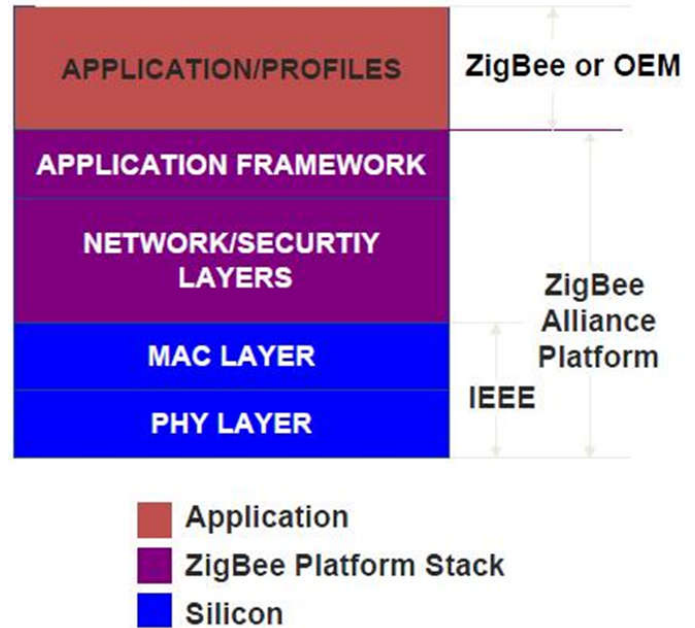 APPLICATION/PROFILES
ZigBee or OEM
APPLICATION FRAMEWORK
NETWORK/SECURTIY
LAYERS
ZigBee
Alliance
Platform
MAC LAYER
IEEE
PHY LAYER
Application
ZigBee Platform Stack
Silicon